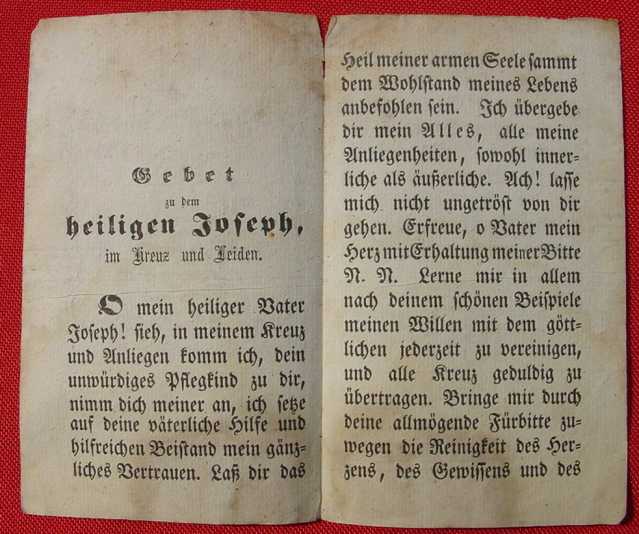 Gebet
zu dem
heiligen Joseph,
im Kreuz und Leiden.
O mein heiliger Vater
Joseph! sieh, in meinem Kreuz
und Anliegen komm ich, dein
unwürdiges Pflegkind zu dir,
nimm dich meiner an, ich setze
auf deine väterliche Hilfe und
hilfreichen Beistand mein gänz-
liches Vertrauen. Laß dir das
Heil meiner armen Seele sammt
dem Wohlstand meines Lebens
anbefohlen sein. Ich übergebe
dir mein Alles, alle meine
Anliegenheiten, sowohl inner-
liche als äußerliche. Ach! lasse
mich nicht ungetröst von dir
gehen. Erfreue, o Vater mein
Herz mit Erhaltung meiner Bitte
N. N. Lerne mir in allem
nach deinem schönen Beispiele
meinen Willen mit dem gött-
lichen jederzeit zu vereinigen,
und alle Kreuz geduldig zu
übertragen. Bringe mir durch
deine allmögende Fürbitte zu-
wegen die Reinigkeit des Her-
zens, des Gewissens und des